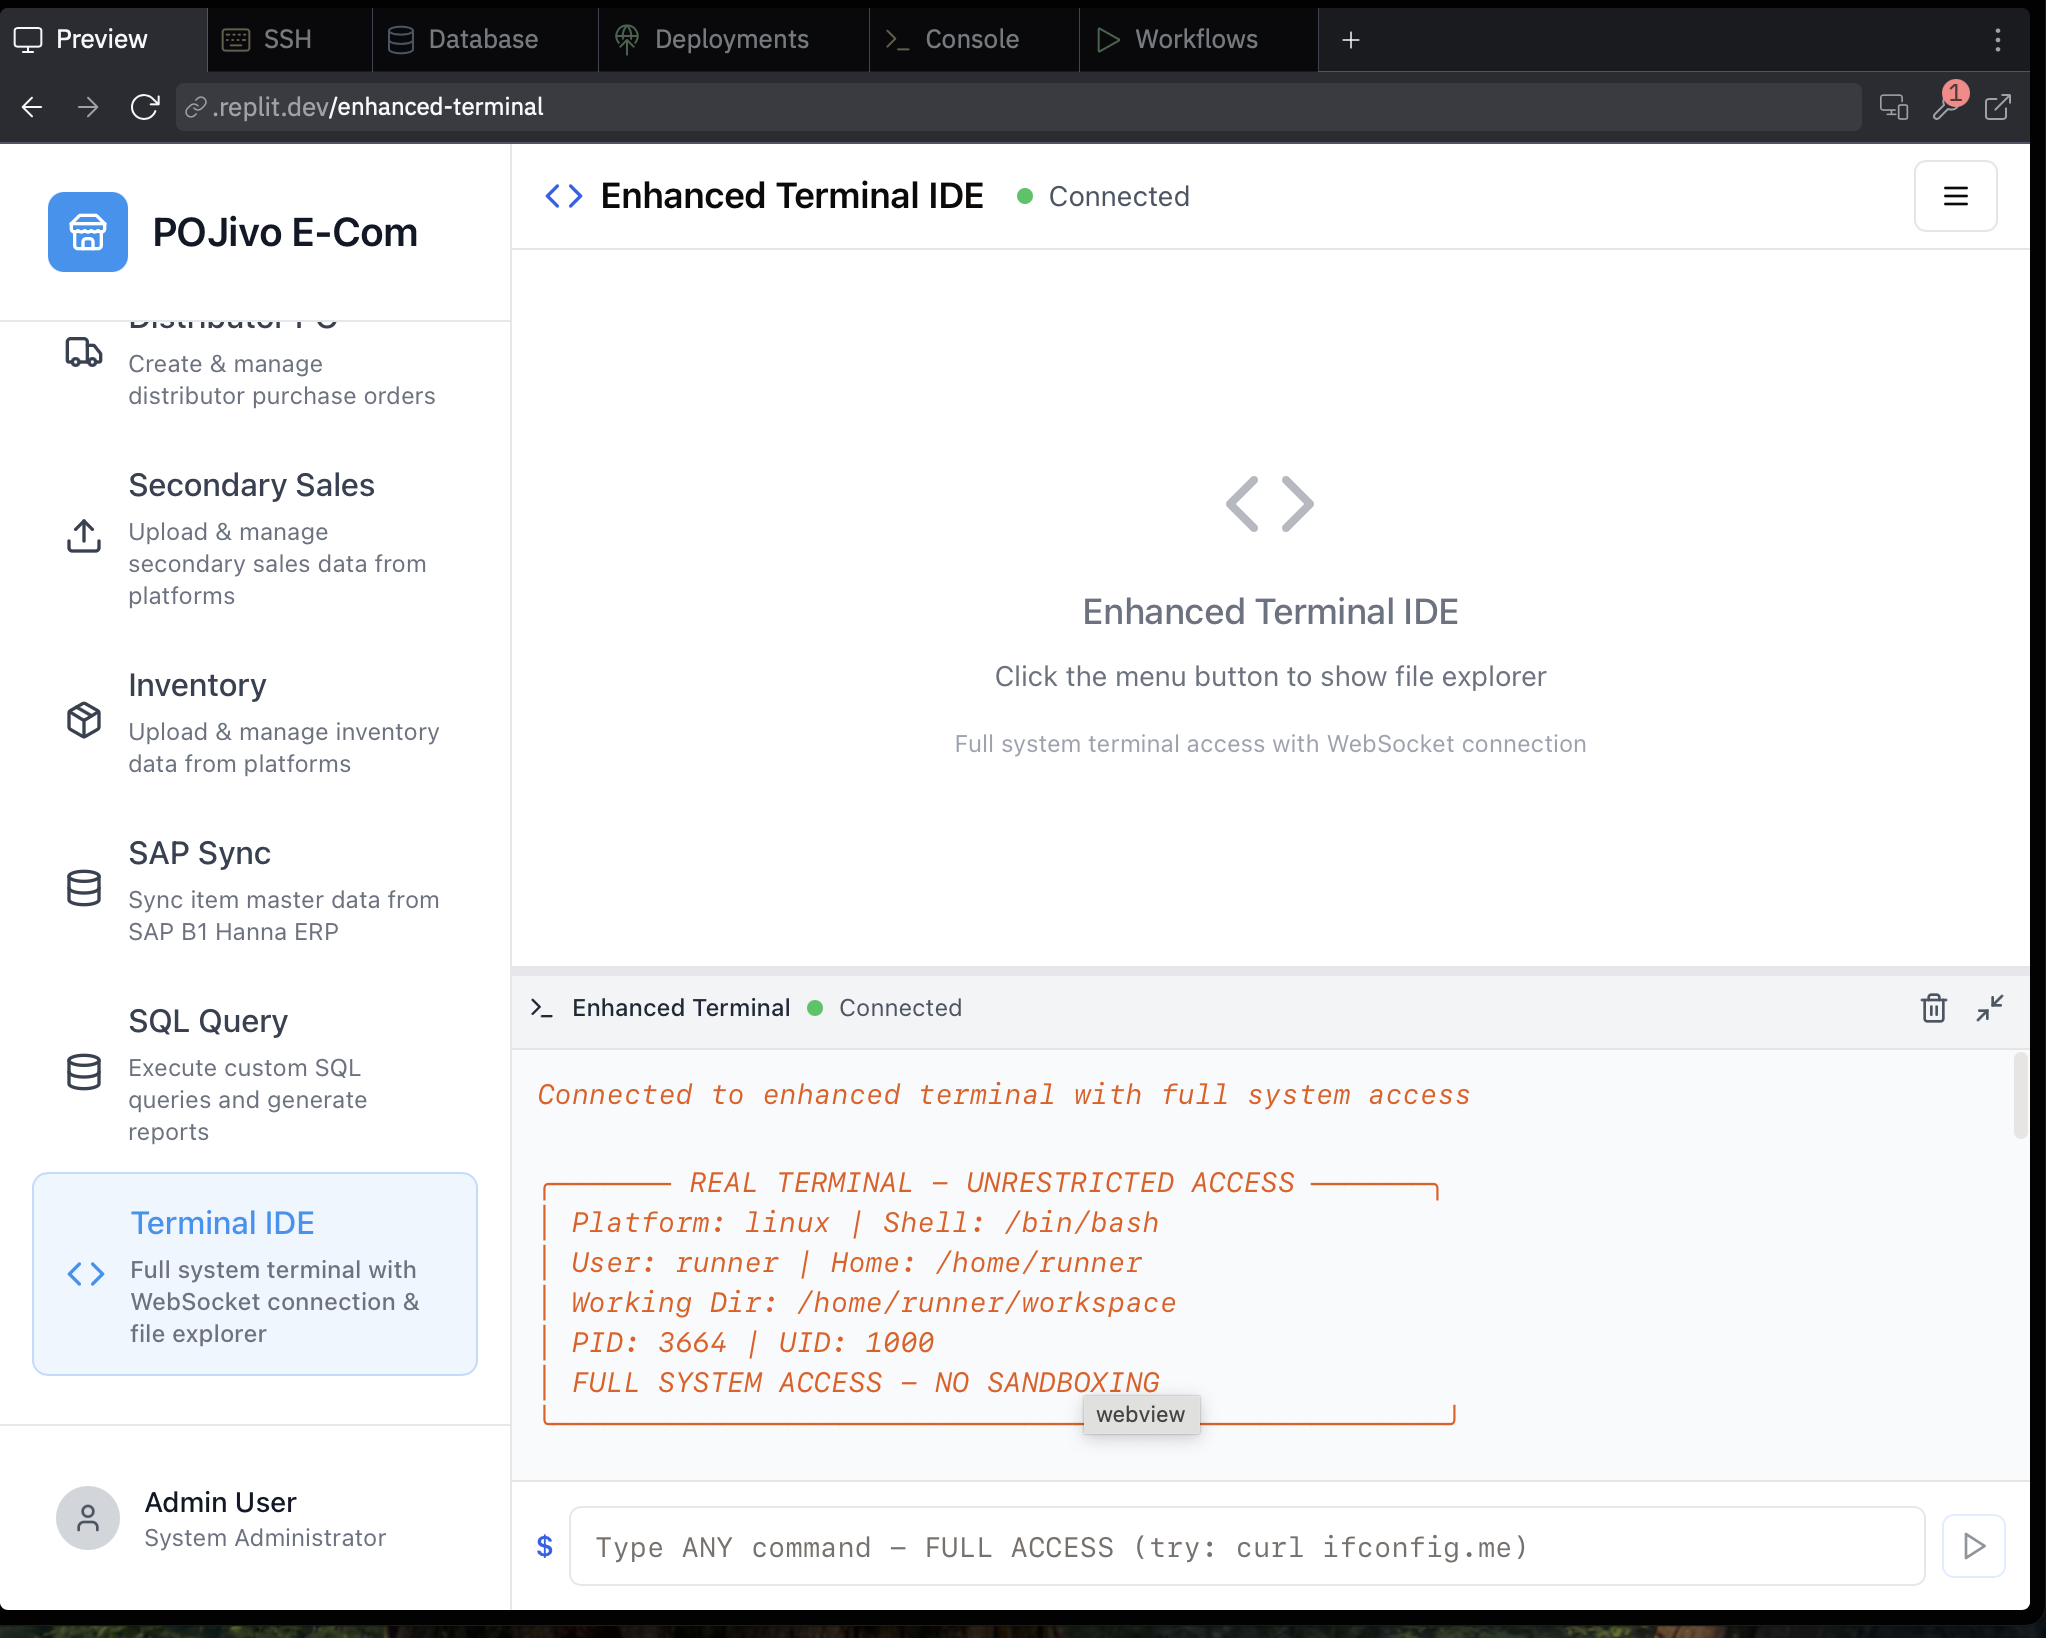 Preview
SSH
Database
Deployments
Console
Workflows
.replit.dev/enhanced-terminal
1
POJivo E-Com
Distributor PO
Create & manage
distributor purchase orders
Secondary Sales
Upload & manage
secondary sales data from
platforms
Inventory
Upload & manage inventory
data from platforms
SAP Sync
Sync item master data from
SAP B1 Hanna ERP
SQL Query
Execute custom SQL
queries and generate
reports
Terminal IDE
Full system terminal with
WebSocket connection &
file explorer
Admin User
System Administrator
Enhanced Terminal IDE
Connected
Enhanced Terminal IDE
Click the menu button to show file explorer
Full system terminal access with WebSocket connection
Enhanced Terminal
Connected
Connected to enhanced terminal with full system access
REAL TERMINAL – UNRESTRICTED ACCESS
Platform: linux | Shell: /bin/bash
User: runner | Home: /home/runner
Working Dir: /home/runner/workspace
PID: 3664 | UID: 1000
FULL SYSTEM ACCESS – NO SANDBOXING
webview
$
Type ANY command – FULL ACCESS (try: curl ifconfig.me)